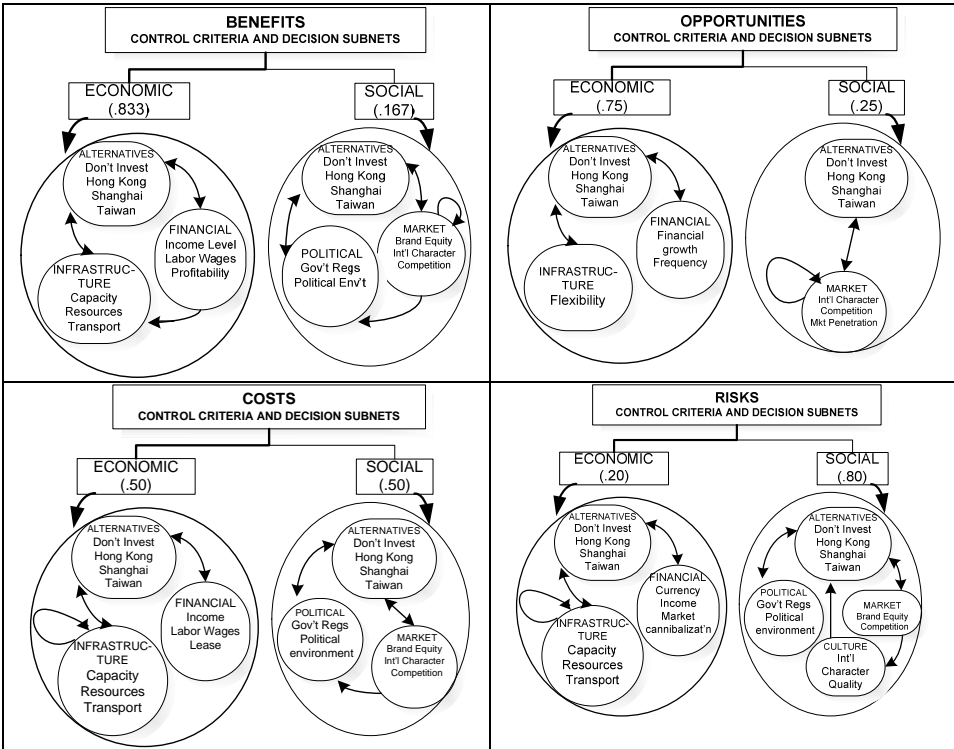 BENEFITS
CONTROL CRITERIA AND DECISION SUBNETS
ECONOMIC
(.833)
SOCIAL
(.167)
ALTERNATIVES
Don't Invest
Hong Kong
Shanghai
Taiwan
FINANCIAL
Income Level
Labor Wages
Profitability
INFRASTRUC-
TURE
Capacity
Resources
Transport
ALTERNATIVES
Don't Invest
Hong Kong
Shanghai
Taiwan
POLITICAL
Gov't Regs
Political Env't
MARKET
Brand Equity
Int'l Character
Competition
OPPORTUNITIES
CONTROL CRITERIA AND DECISION SUBNETS
ECONOMIC
(.75)
SOCIAL
(.25)
ALTERNATIVES
Don't Invest
Hong Kong
Shanghai
Taiwan
FINANCIAL
Financial
growth
Frequency
INFRASTRUC-
TURE
Flexibility
ALTERNATIVES
Don't Invest
Hong Kong
Shanghai
Taiwan
MARKET
Int'l Character
Competition
Mkt Penetration
COSTS
CONTROL CRITERIA AND DECISION SUBNETS
ECONOMIC
(.50)
SOCIAL
(.50)
ALTERNATIVES
Don't Invest
Hong Kong
Shanghai
Taiwan
FINANCIAL
Income
Labor Wages
Lease
INFRASTRUC-
TURE
Capacity
Resources
Transport
ALTERNATIVES
Don't Invest
Hong Kong
Shanghai
Taiwan
POLITICAL
Gov't Regs
Political
environment
MARKET
Brand Equity
Int'l Character
Competition
RISKS
CONTROL CRITERIA AND DECISION SUBNETS
ECONOMIC
(.20)
SOCIAL
(.80)
ALTERNATIVES
Don't Invest
Hong Kong
Shanghai
Taiwan
FINANCIAL
Currency
Income
Market
cannibalizat'n
INFRASTRUC-
TURE
Capacity
Resources
Transport
ALTERNATIVES
Don't Invest
Hong Kong
Shanghai
Taiwan
POLITICAL
Gov't Regs
Political
environment
MARKET
Brand Equity
Competition
CULTURE
Int'l
Character
Quality